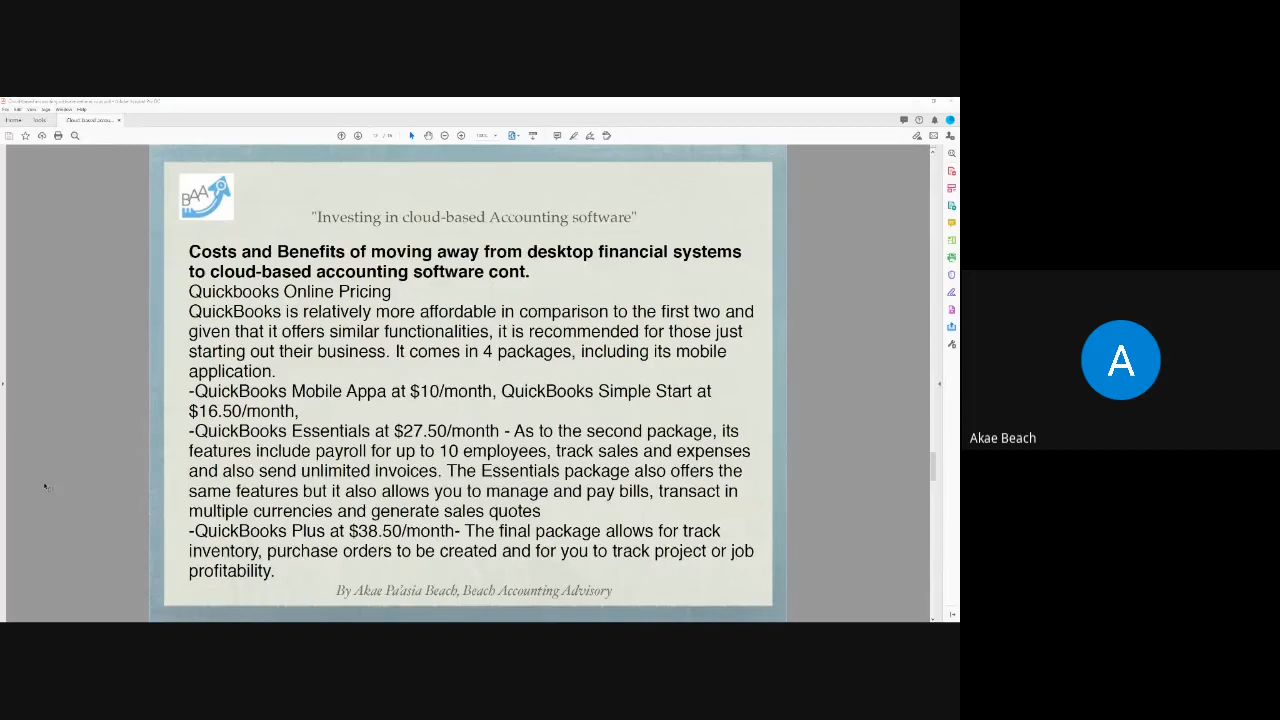 Home
Tools
Cloud-based accou...
BAA
"Investing in cloud-based Accounting software"
Costs and Benefits of moving away from desktop financial systems
to cloud-based accounting software cont.
Quickbooks Online Pricing
QuickBooks is relatively more affordable in comparison to the first two and
given that it offers similar functionalities, it is recommended for those just
starting out their business. It comes in 4 packages, including its mobile
application.
-QuickBooks Mobile Appa at $10/month, QuickBooks Simple Start at
$16.50/month,
-QuickBooks Essentials at $27.50/month - As to the second package, its
features include payroll for up to 10 employees, track sales and expenses
and also send unlimited invoices. The Essentials package also offers the
same features but it also allows you to manage and pay bills, transact in
multiple currencies and generate sales quotes
-QuickBooks Plus at $38.50/month- The final package allows for track
inventory, purchase orders to be created and for you to track project or job
profitability.
By Akae Pa'asia Beach, Beach Accounting Advisory
A
Akae Beach